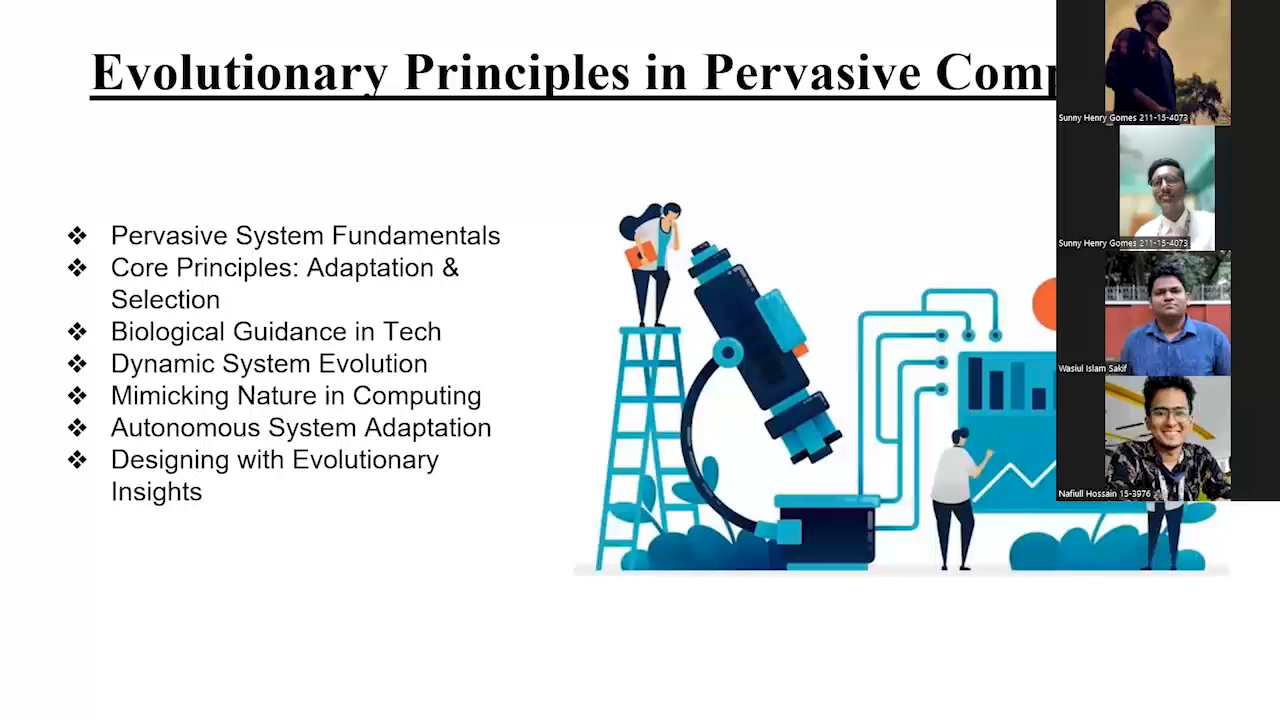 Evolutionary Principles in Pervasive Comp
❖ Pervasive System Fundamentals
❖ Core Principles: Adaptation &
Selection
❖ Biological Guidance in Tech
❖ Dynamic System Evolution
❖ Mimicking Nature in Computing
❖ Autonomous System Adaptation
❖ Designing with Evolutionary
Insights
Sunny Henry Gomes 211-15-4073
Sunny Henry Gomes 211-15-4073
Wasiul Islam Sakif
Nafiull Hossain 15-3976